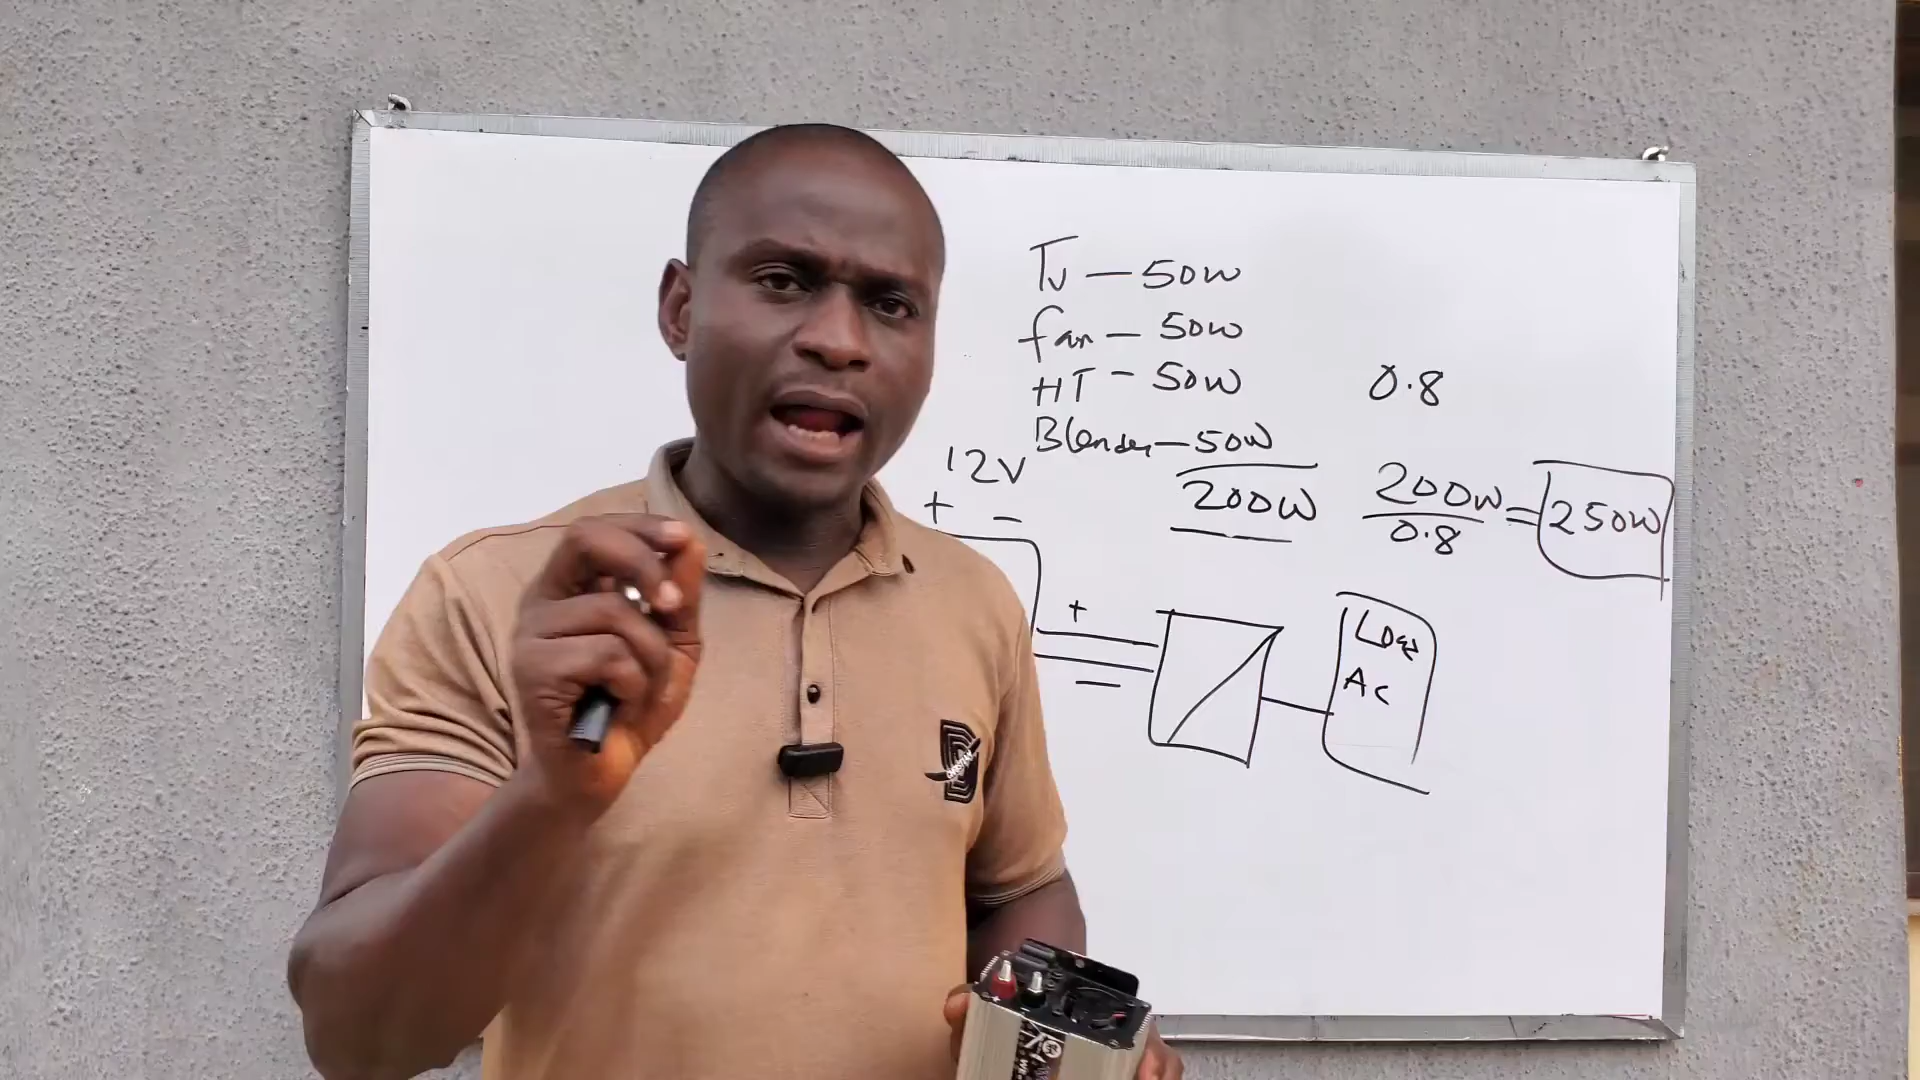 Tv — 50W
fan — 50W
HT - 50W
Blender — 50W
200W
0.8
200W
0.8
= 250W
12V
+ -
+
-
Load
AC